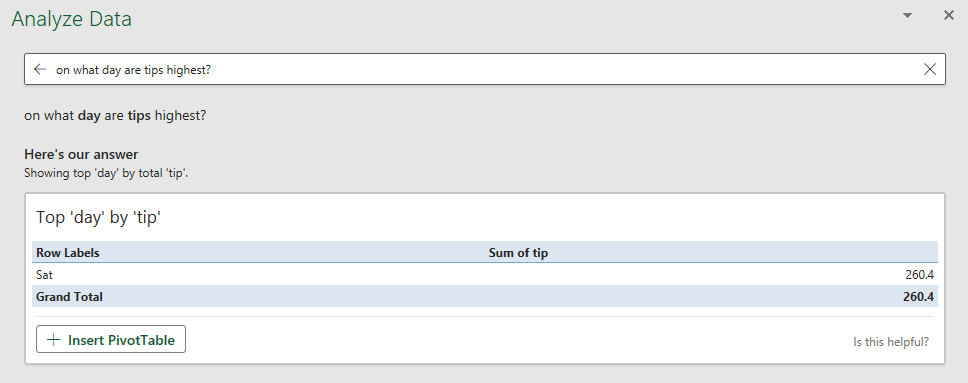 Analyze Data
on what day are tips highest?
on what day are tips highest?
Here's our answer
Showing top 'day' by total 'tip'.
Top 'day' by 'tip'
Row Labels Sum of tip
Sat 260.4
Grand Total 260.4
Insert PivotTable
Is this helpful?